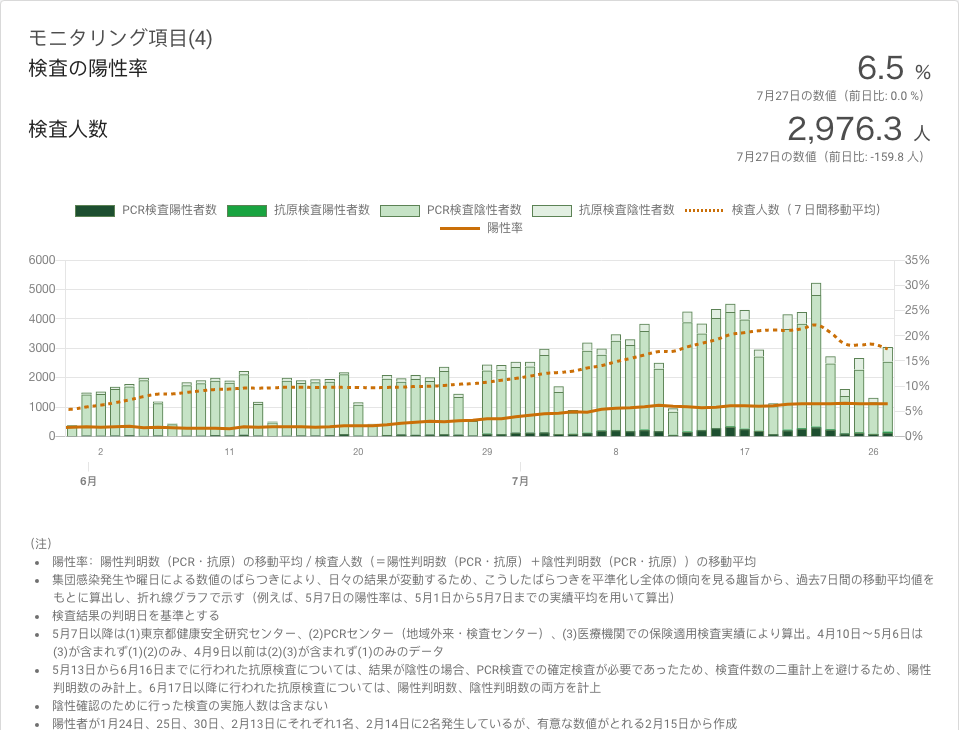 モニタリング項目(4)
検査の陽性率
6.5 %
7月27日の数値（前日比: 0.0 %）
検査人数
2,976.3 人
7月27日の数値（前日比: -159.8 人）
PCR検査陽性者数 抗原検査陽性者数 PCR検査陰性者数 抗原検査陰性者数 検査人数（７日間移動平均）
陽性率
6000 35%
5000 30%
4000 25%
3000 20%
2000 15%
1000 10%
0 5%
0%
2 11 20 29 8 17 26
6月 7月
（注）
• 陽性率：陽性判明数（PCR・抗原）の移動平均 / 検査人数（＝陽性判明数（PCR・抗原）＋陰性判明数（PCR・抗原））の移動平均
• 集団感染発生や曜日による数値のばらつきにより、日々の結果が変動するため、こうしたばらつきを平準化し全体の傾向を見る趣旨から、過去7日間の移動平均値を
もとに算出し、折れ線グラフで示す（例えば、5月7日の陽性率は、5月1日から5月7日までの実績平均を用いて算出）
• 検査結果の判明日を基準とする
• 5月7日以降は(1)東京都健康安全研究センター、(2)PCRセンター（地域外来・検査センター）、(3)医療機関での保険適用検査実績により算出。4月10日～5月6日は
(3)が含まれず(1)(2)のみ、4月9日以前は(2)(3)が含まれず(1)のみのデータ
• 5月13日から6月16日までに行われた抗原検査については、結果が陰性の場合、PCR検査での確定検査が必要であったため、検査件数の二重計上を避けるため、陽性
判明数のみ計上。6月17日以降に行われた抗原検査については、陽性判明数、陰性判明数の両方を計上
• 陰性確認のために行った検査の実施人数は含まない
• 陽性者が1月24日、25日、30日、2月13日にそれぞれ1名、2月14日に2名発生しているが、有意な数値がとれる2月15日から作成